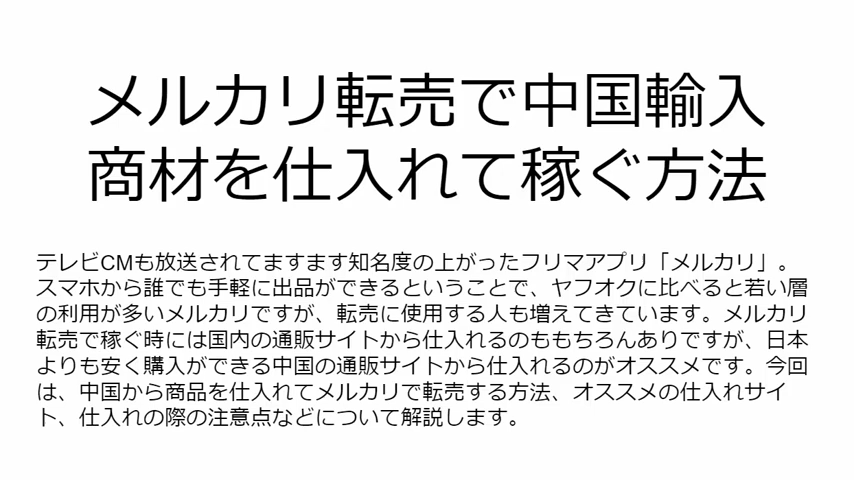 メルカリ転売で中国輸入
商材を仕入れて稼ぐ方法
テレビCMも放送されてますます知名度の上がったフリマアプリ「メルカリ」。
スマホから誰でも手軽に出品ができるということで、ヤフオクに比べると若い層
の利用が多いメルカリですが、転売に使用する人も増えてきています。メルカリ
転売で稼ぐ時には国内の通販サイトから仕入れるのももちろんありですが、日本
よりも安く購入ができる中国の通販サイトから仕入れるのがオススメです。今回
は、中国から商品を仕入れてメルカリで転売する方法、オススメの仕入れサイ
ト、仕入れの際の注意点などについて解説します。